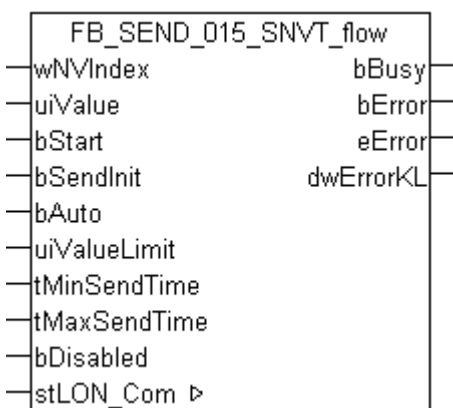 FB_SEND_015_SNVT_flow
wNVIndex bBusy
uiValue bError
bStart eError
bSendInit dwErrorKL
bAuto
uiValueLimit
tMinSendTime
tMaxSendTime
bDisabled
stLON_Com ▷